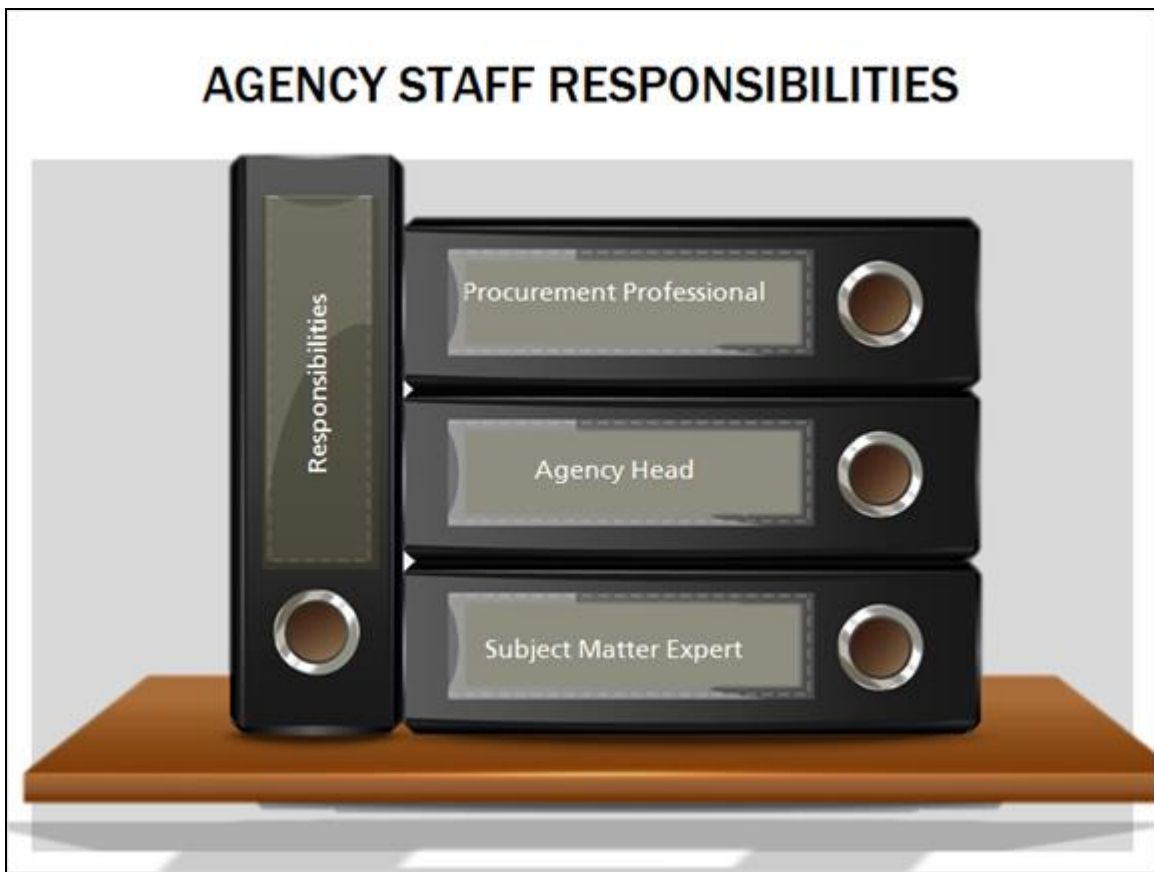 AGENCY STAFF RESPONSIBILITIES
Responsibilities
Procurement Professional
Agency Head
Subject Matter Expert